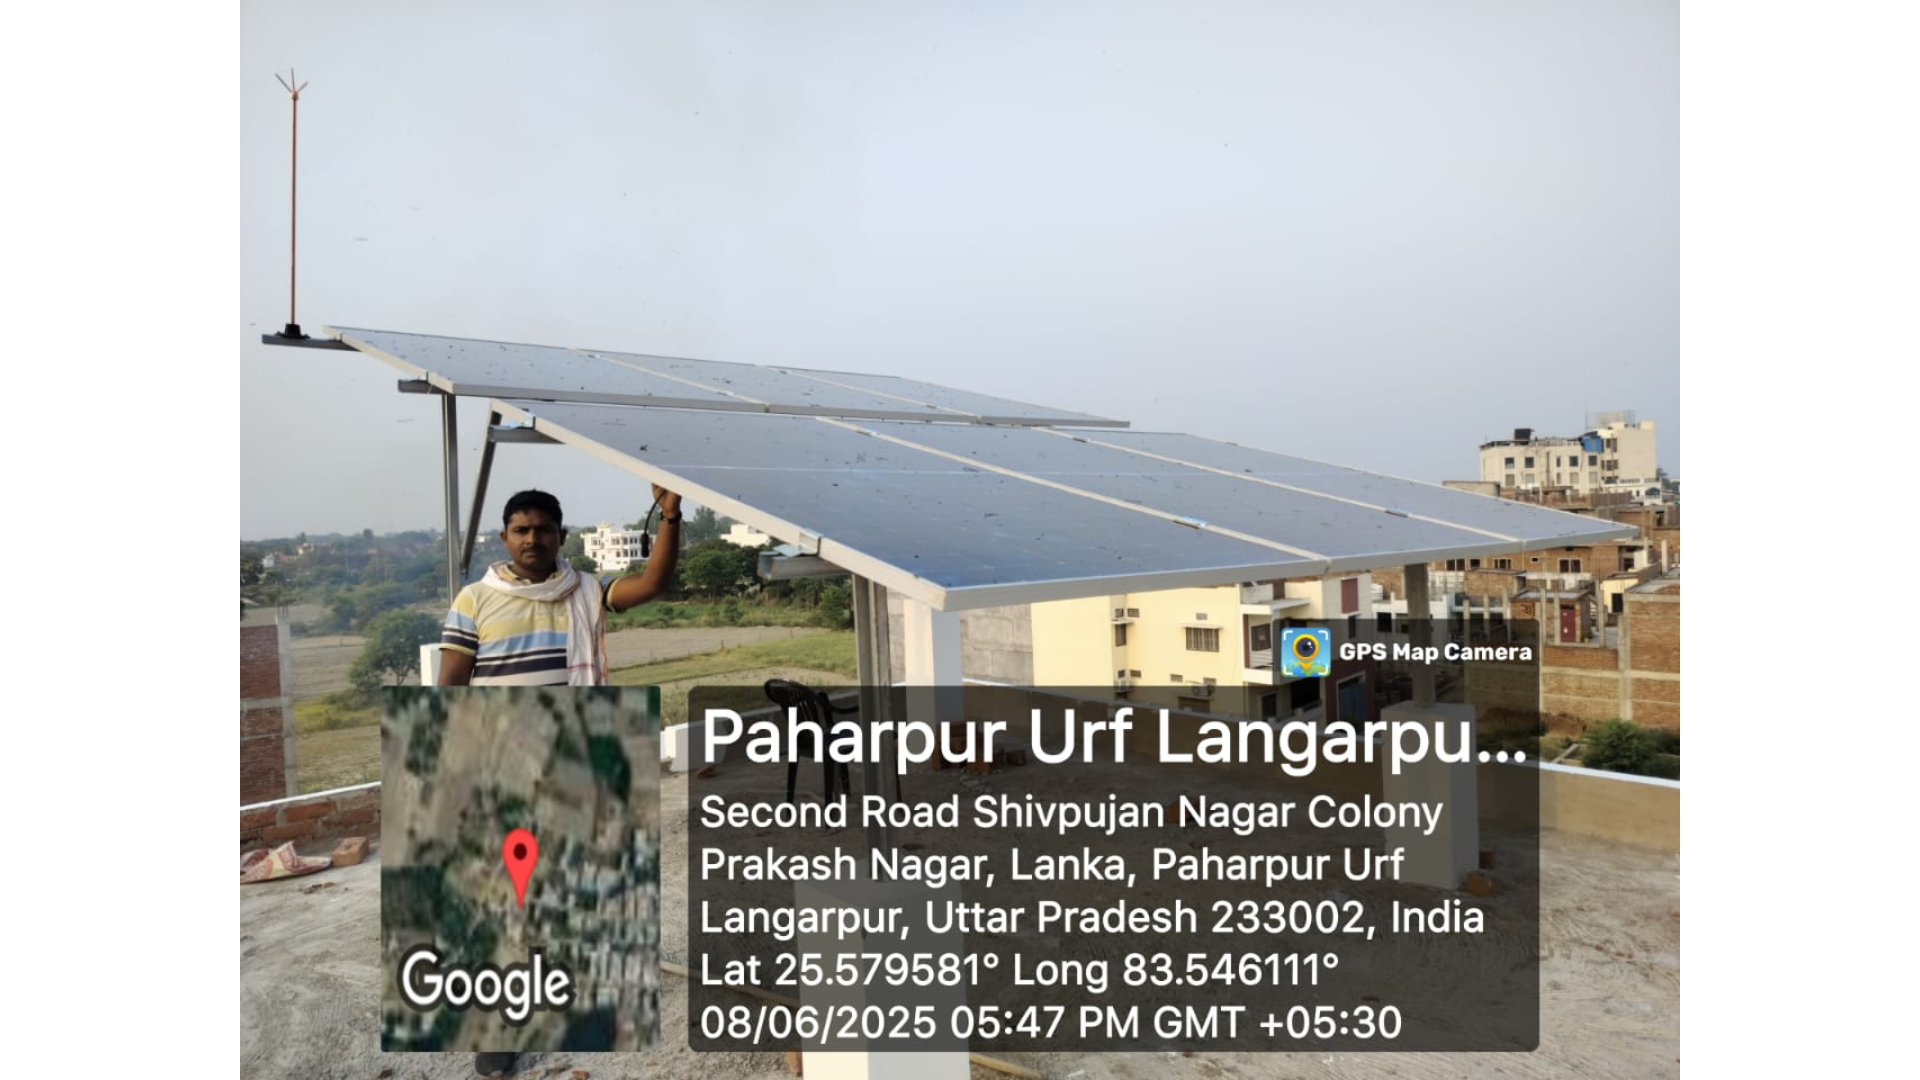 GPS Map Camera
Paharpur Urf Langarpu...
Second Road Shivpujan Nagar Colony
Prakash Nagar, Lanka, Paharpur Urf
Langarpur, Uttar Pradesh 233002, India
Lat 25.579581° Long 83.546111°
08/06/2025 05:47 PM GMT +05:30
Google